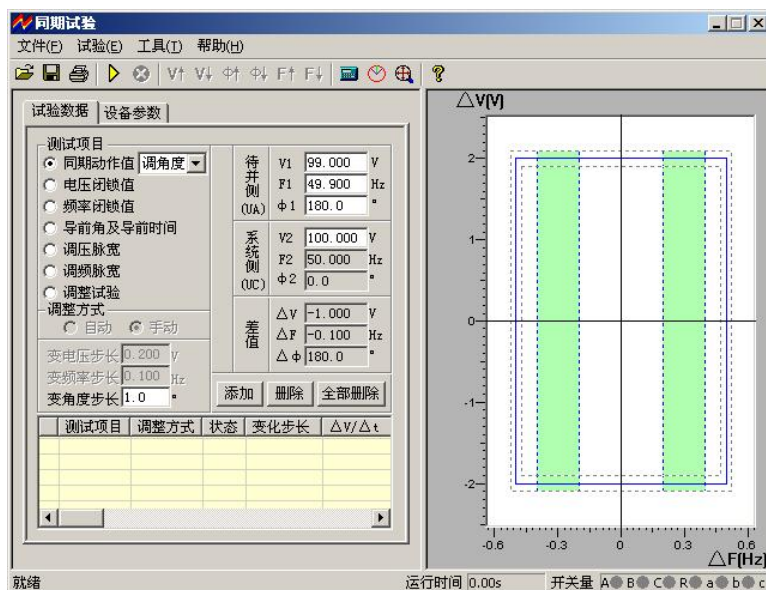 同期试验
文件(F) 试验(E) 工具(T) 帮助(H)
V↑ V↓ Φ↑ Φ↓ F↑ F↓
试验数据 设备参数
测试项目
同期动作值 调角度
电压闭锁值
频率闭锁值
导前角及导前时间
调压脉宽
调频脉宽
调整试验
调整方式
自动 手动
变电压步长 0.200 V
变频率步长 0.100 Hz
变角度步长 1.0 °
待并侧(UA)
V1 99.000 V
F1 49.900 Hz
Φ1 180.0 °
系统侧(UC)
V2 100.000 V
F2 50.000 Hz
Φ2 0.0 °
差值
△V -1.000 V
△F -0.100 Hz
△Φ 180.0 °
添加 删除 全部删除
测试项目 调整方式 状态 变化步长 △V/△t
△V(V)
2
1
0
-1
-2
-0.6 -0.3 0 0.3 0.6
△F(Hz)
就绪 运行时间 0.00s 开关量 A B C R a b c